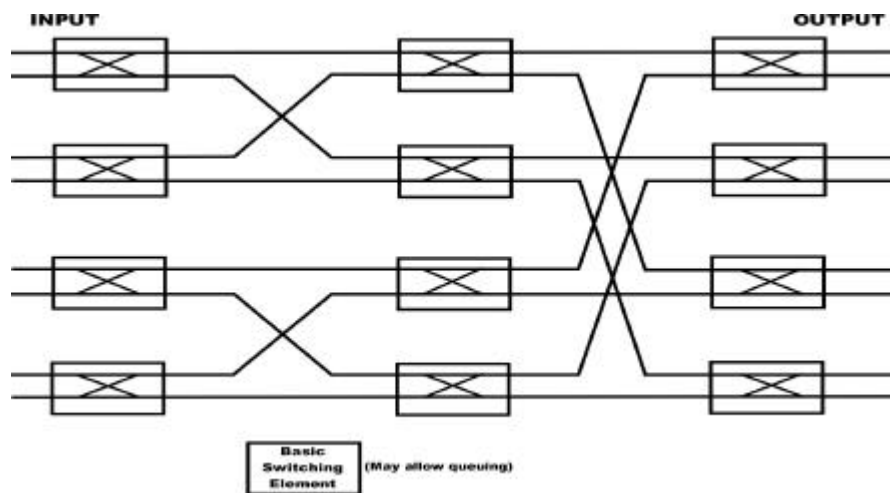 INPUT
OUTPUT
Basic
Switching
Element
(May allow queuing)